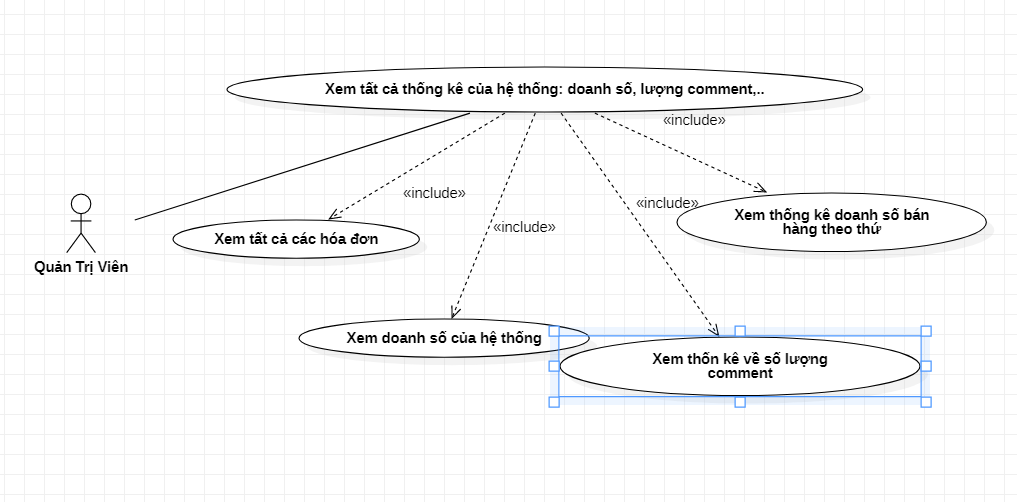 Xem tất cả thống kê của hệ thống: doanh số, lượng comment,..
«include»
«include»
«include»
«include»
Xem thống kê doanh số bán
hàng theo thứ
Xem tất cả các hóa đơn
Quản Trị Viên
Xem doanh số của hệ thống
Xem thốn kê về số lượng
comment